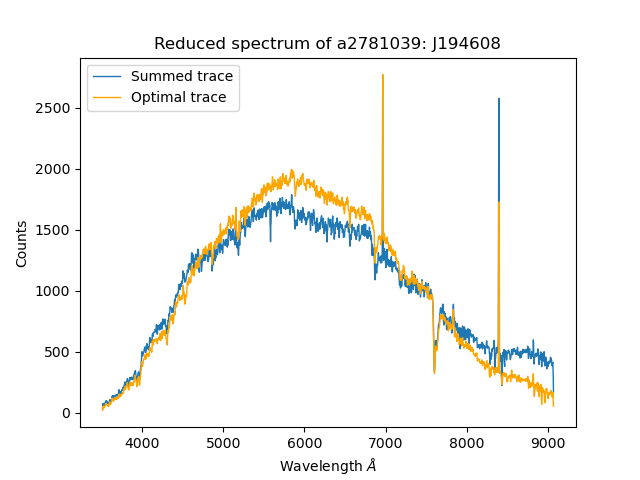 Reduced spectrum of a2781039: J194608
Summed trace
Optimal trace
2500
2000
1500
1000
500
0
Counts
4000 5000 6000 7000 8000 9000
Wavelength Å